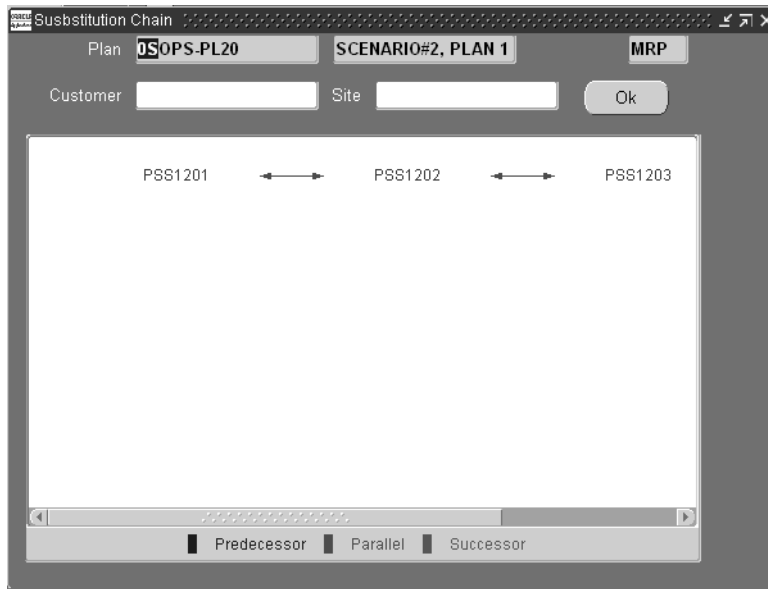 Susbstitution Chain
Plan 0SOPS-PL20 SCENARIO#2, PLAN 1 MRP
Customer Site Ok
PSS1201 PSS1202 PSS1203
Predecessor Parallel Successor